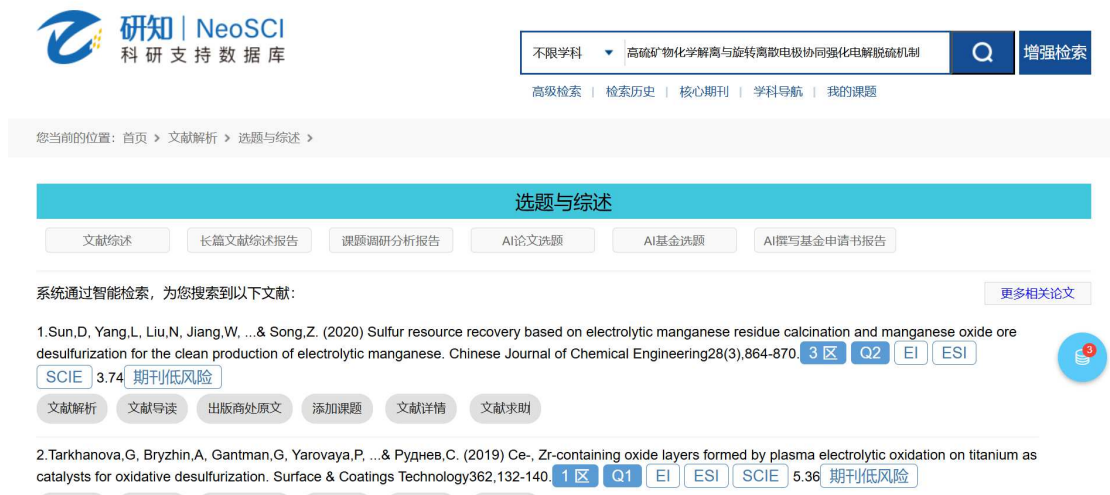 研知 | NeoSCI
科研支持数据库
不限学科 高硫矿物化学解离与旋转离散电极协同强化电解脱硫机制 增强检索
高级检索 | 检索历史 | 核心期刊 | 学科导航 | 我的课题
您当前的位置：首页 > 文献解析 > 选题与综述 >
选题与综述
文献综述 长篇文献综述报告 课题调研分析报告 AI论文选题 AI基金选题 AI撰写基金申请书报告
系统通过智能检索，为您搜索到以下文献： 更多相关论文
1.Sun,D, Yang,L, Liu,N, Jiang,W, ...& Song,Z. (2020) Sulfur resource recovery based on electrolytic manganese residue calcination and manganese oxide ore
desulfurization for the clean production of electrolytic manganese. Chinese Journal of Chemical Engineering28(3),864-870. 3 区 Q2 EI ESI
3
SCIE 3.74 期刊低风险
文献解析 文献导读 出版商处原文 添加课题 文献详情 文献求助
2.Tarkhanova,G, Bryzhin,A, Gantman,G, Yarovaya,P, ...& Руднев,С. (2019) Ce-, Zr-containing oxide layers formed by plasma electrolytic oxidation on titanium as
catalysts for oxidative desulfurization. Surface & Coatings Technology362,132-140. 1 区 Q1 EI ESI SCIE 5.36 期刊低风险